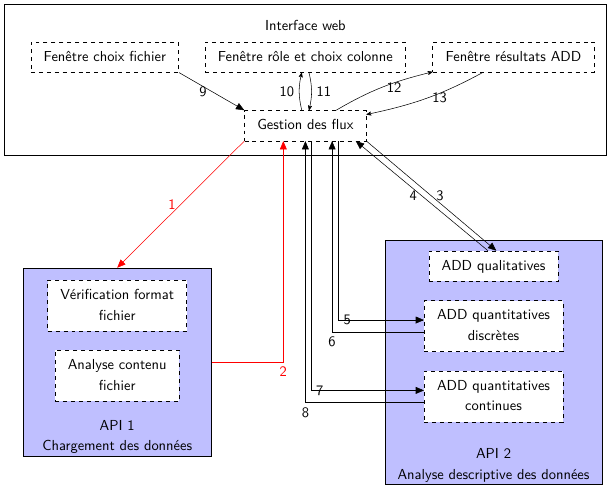 Interface web
Fenêtre choix fichier
Fenêtre rôle et choix colonne
Fenêtre résultats ADD
9
10
11
12
13
Gestion des flux
1
4
3
ADD qualitatives
Vérification format
fichier
ADD quantitatives
discrètes
5
6
Analyse contenu
fichier
2
7
8
ADD quantitatives
continues
API 1
Chargement des données
API 2
Analyse descriptive des données